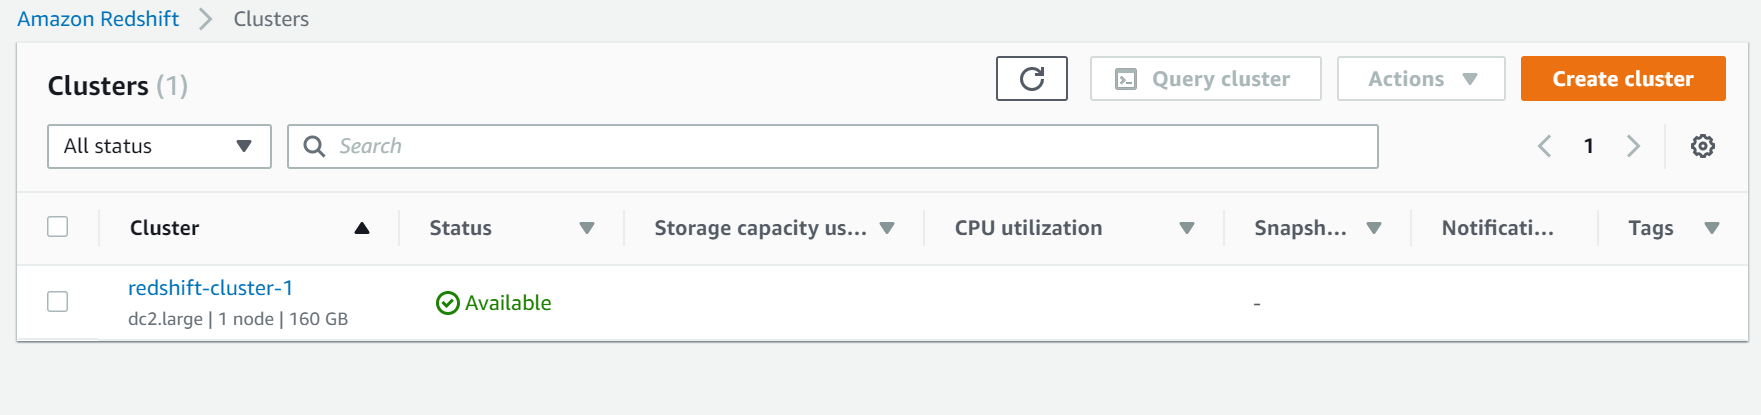 Amazon Redshift > Clusters
Clusters (1)
Query cluster
Actions
Create cluster
All status
Search
1
Cluster
Status
Storage capacity us...
CPU utilization
Snapsh...
Notificati...
Tags
redshift-cluster-1
Available
-
dc2.large | 1 node | 160 GB